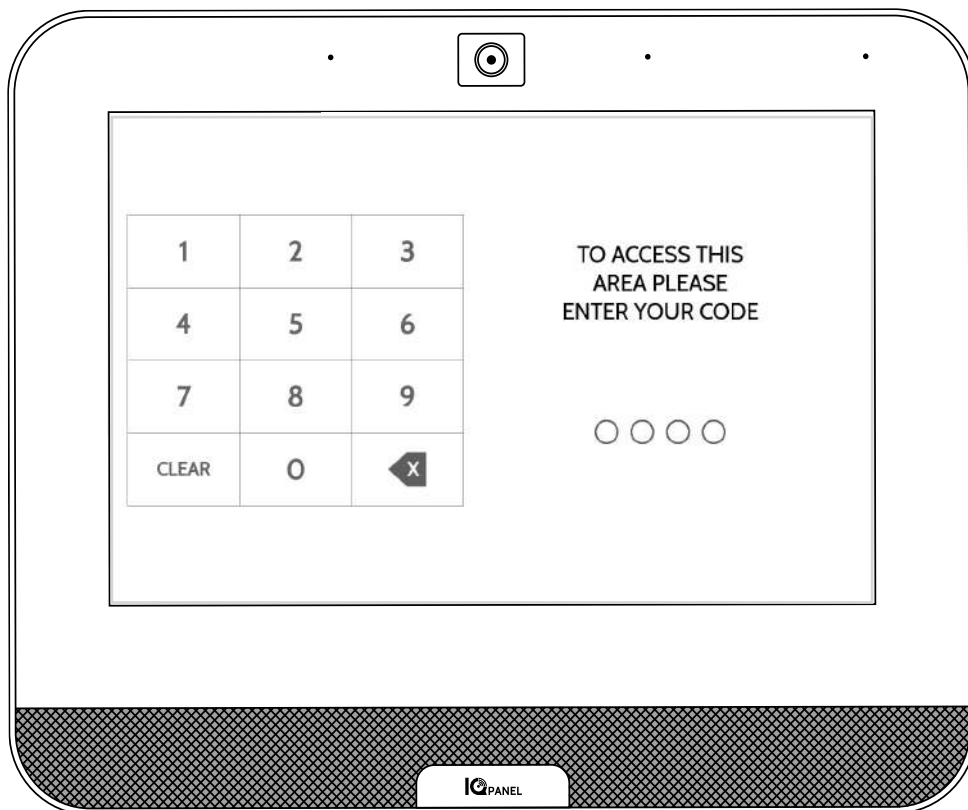 1 2 3
4 5 6
7 8 9
CLEAR 0 X
TO ACCESS THIS
AREA PLEASE
ENTER YOUR CODE
IQ PANEL